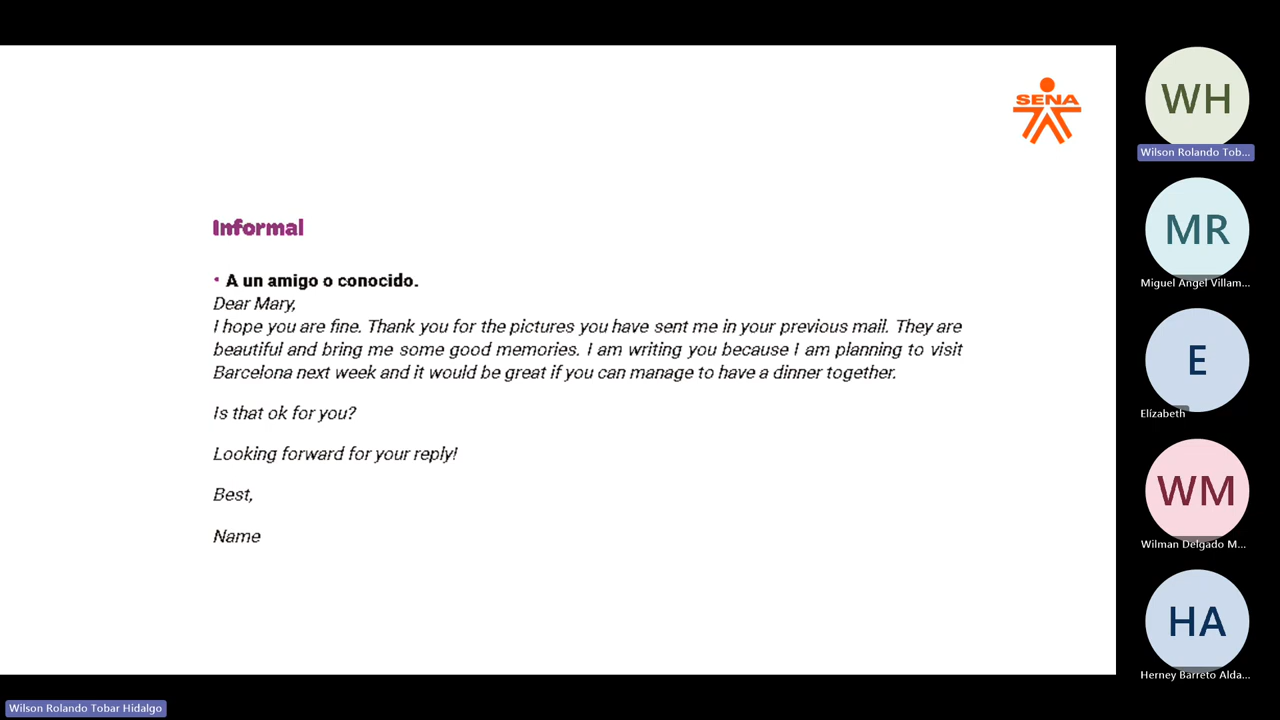 SENA
Informal
• A un amigo o conocido.
Dear Mary,
I hope you are fine. Thank you for the pictures you have sent me in your previous mail. They are
beautiful and bring me some good memories. I am writing you because I am planning to visit
Barcelona next week and it would be great if you can manage to have a dinner together.
Is that ok for you?
Looking forward for your reply!
Best,
Name
WH
Wilson Rolando Tob...
MR
Miguel Angel Villam...
E
Elízabeth
WM
Wilman Delgado M...
HA
Herney Barreto Alda...
Wilson Rolando Tobar Hidalgo